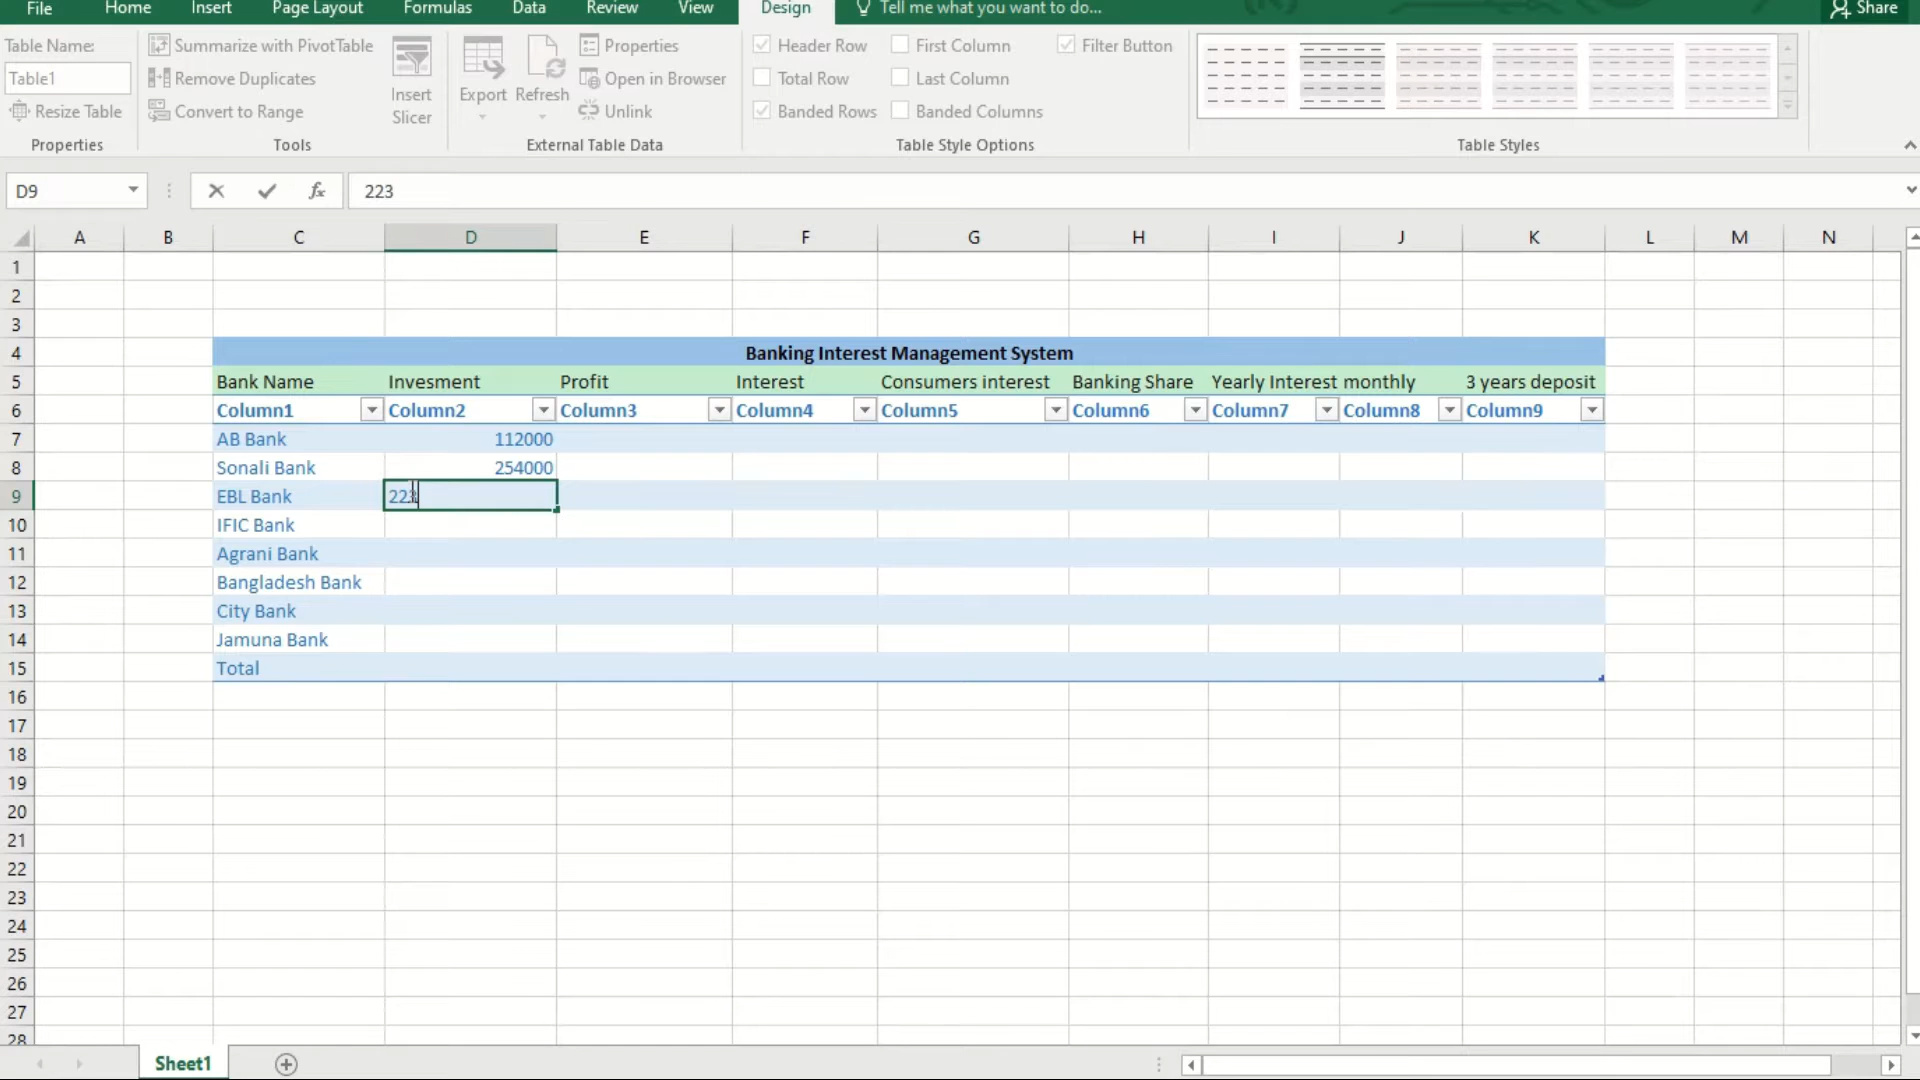 File Home Insert Page Layout Formulas Data Review View Design Tell me what you want to do... Share
Table Name: Summarize with PivotTable Properties Header Row First Column Filter Button
Table1 Remove Duplicates Insert Slicer Export Refresh Open in Browser Total Row Last Column
Resize Table Convert to Range Unlink Banded Rows Banded Columns
Properties Tools External Table Data Table Style Options Table Styles
D9 fx 223
A B C D E F G H I J K L M N
1
2
3
4 Banking Interest Management System
5 Bank Name Invesment Profit Interest Consumers interest Banking Share Yearly Interest monthly 3 years deposit
6 Column1 Column2 Column3 Column4 Column5 Column6 Column7 Column8 Column9
7 AB Bank 112000
8 Sonali Bank 254000
9 EBL Bank 223
10 IFIC Bank
11 Agrani Bank
12 Bangladesh Bank
13 City Bank
14 Jamuna Bank
15 Total
16
17
18
19
20
21
22
23
24
25
26
27
28
Sheet1